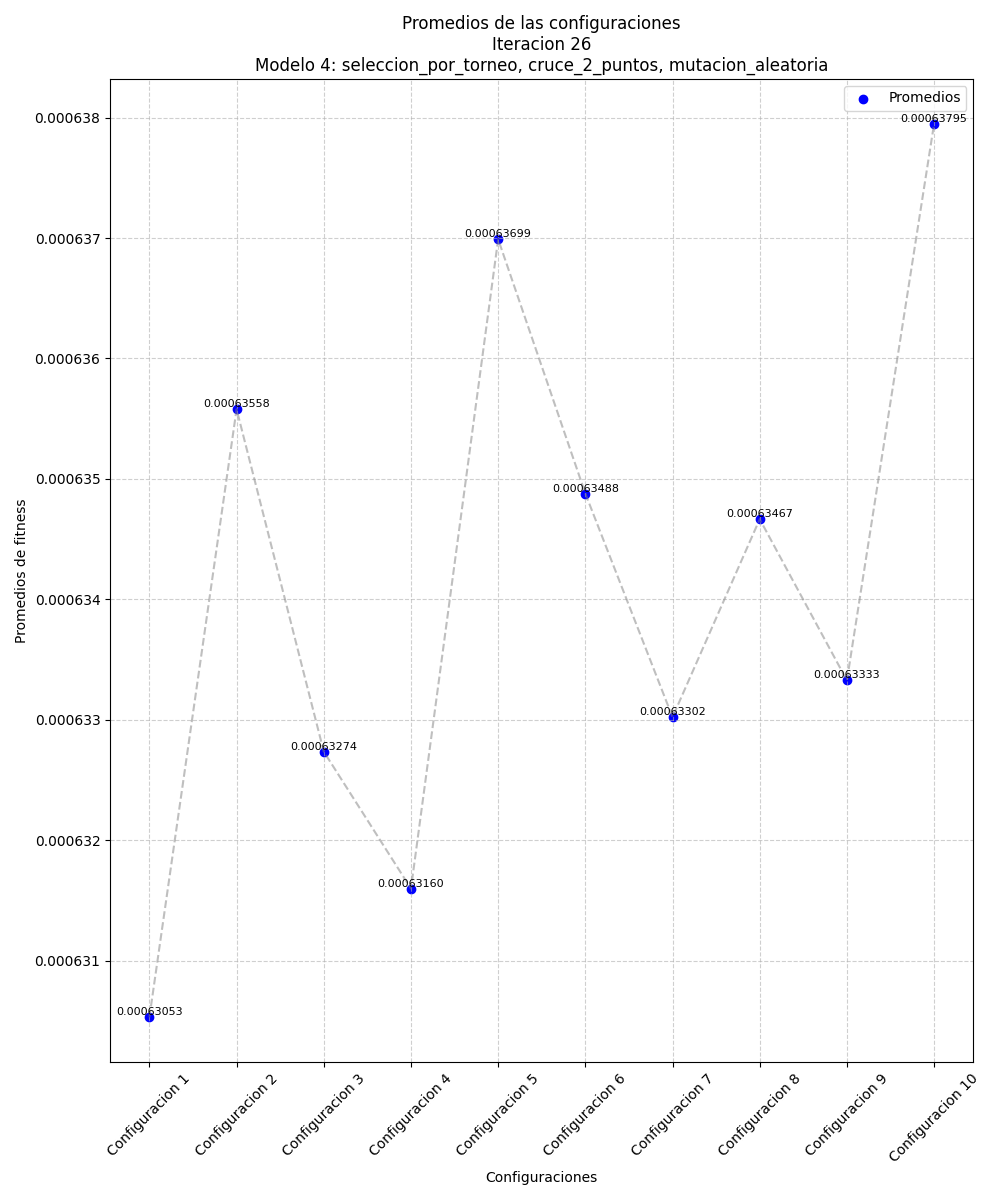 Promedios de las configuraciones
Iteracion 26
Modelo 4: seleccion_por_torneo, cruce_2_puntos, mutacion_aleatoria
Promedios
0.000638
0.000637
0.000636
0.000635
0.000634
0.000633
0.000632
0.000631
Promedios de fitness
0.00063053
0.00063558
0.00063274
0.00063160
0.00063699
0.00063488
0.00063302
0.00063467
0.00063333
0.00063795
Configuracion 1
Configuracion 2
Configuracion 3
Configuracion 4
Configuracion 5
Configuracion 6
Configuracion 7
Configuracion 8
Configuracion 9
Configuracion 10
Configuraciones